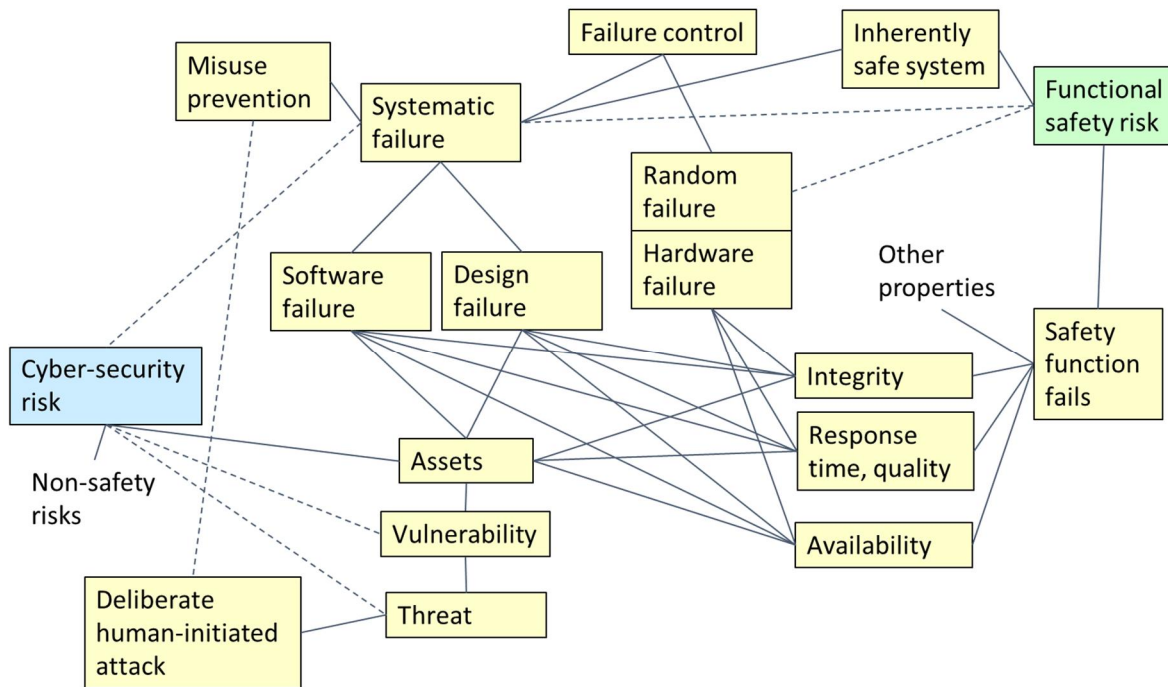 Failure control
Inherently
safe system
Misuse
prevention
Systematic
failure
Functional
safety risk
Random
failure
Hardware
failure
Software
failure
Design
failure
Other
properties
Safety
function
fails
Cyber-security
risk
Integrity
Response
time, quality
Assets
Non-safety
risks
Vulnerability
Availability
Deliberate
human-initiated
attack
Threat